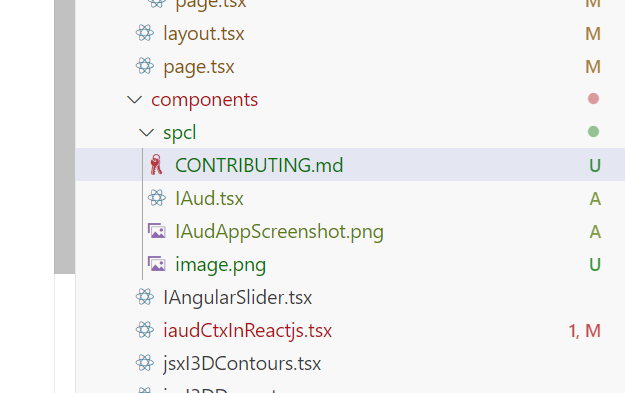 page.tsx
layout.tsx M
page.tsx M
components
spcl
CONTRIBUTING.md U
IAud.tsx A
IAudAppScreenshot.png A
image.png U
IAngularSlider.tsx
iaudCtxInReactjs.tsx 1, M
jsxI3DContours.tsx